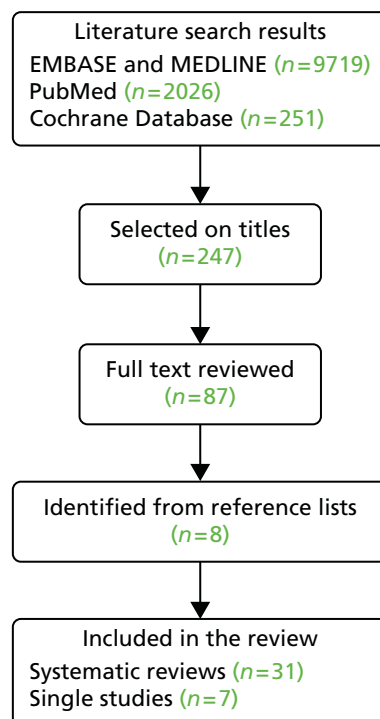 Literature search results
EMBASE and MEDLINE (n=9719)
PubMed (n=2026)
Cochrane Database (n=251)
Selected on titles
(n=247)
Full text reviewed
(n=87)
Identified from reference lists
(n=8)
Included in the review
Systematic reviews (n=31)
Single studies (n=7)